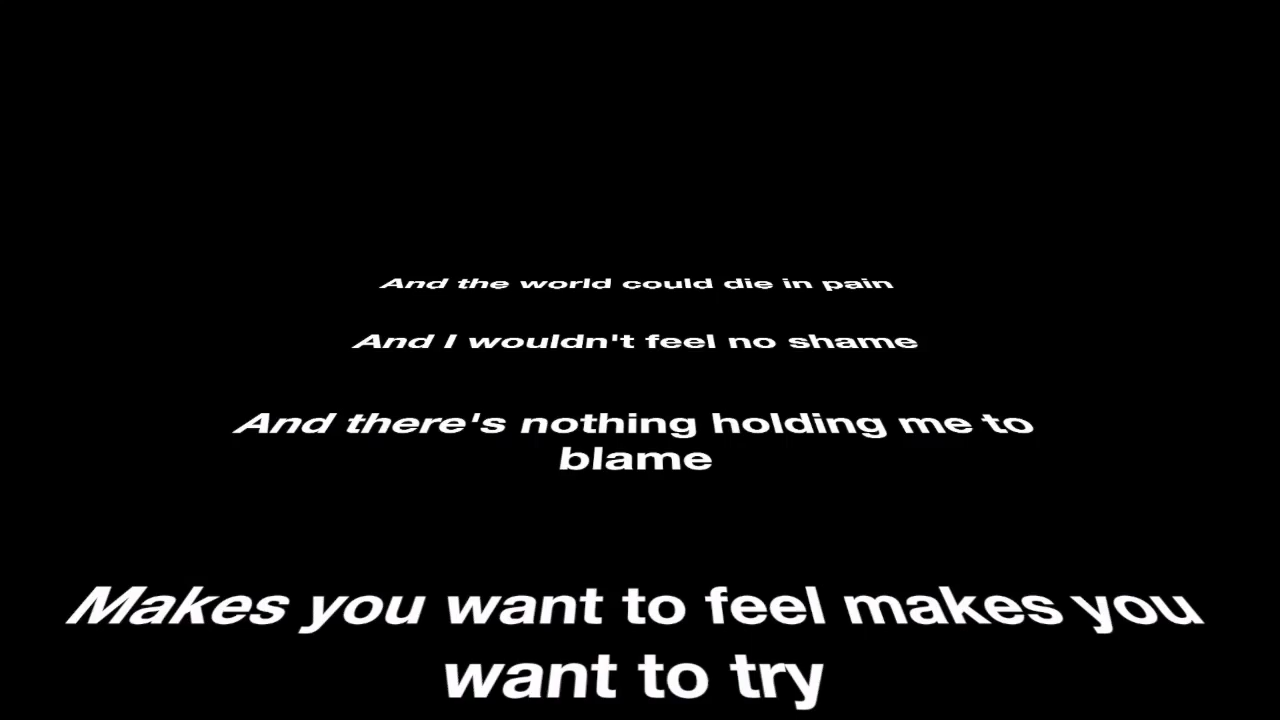 And the world could die in pain
And I wouldn't feel no shame
And there's nothing holding me to
blame
Makes you want to feel makes you
want to try